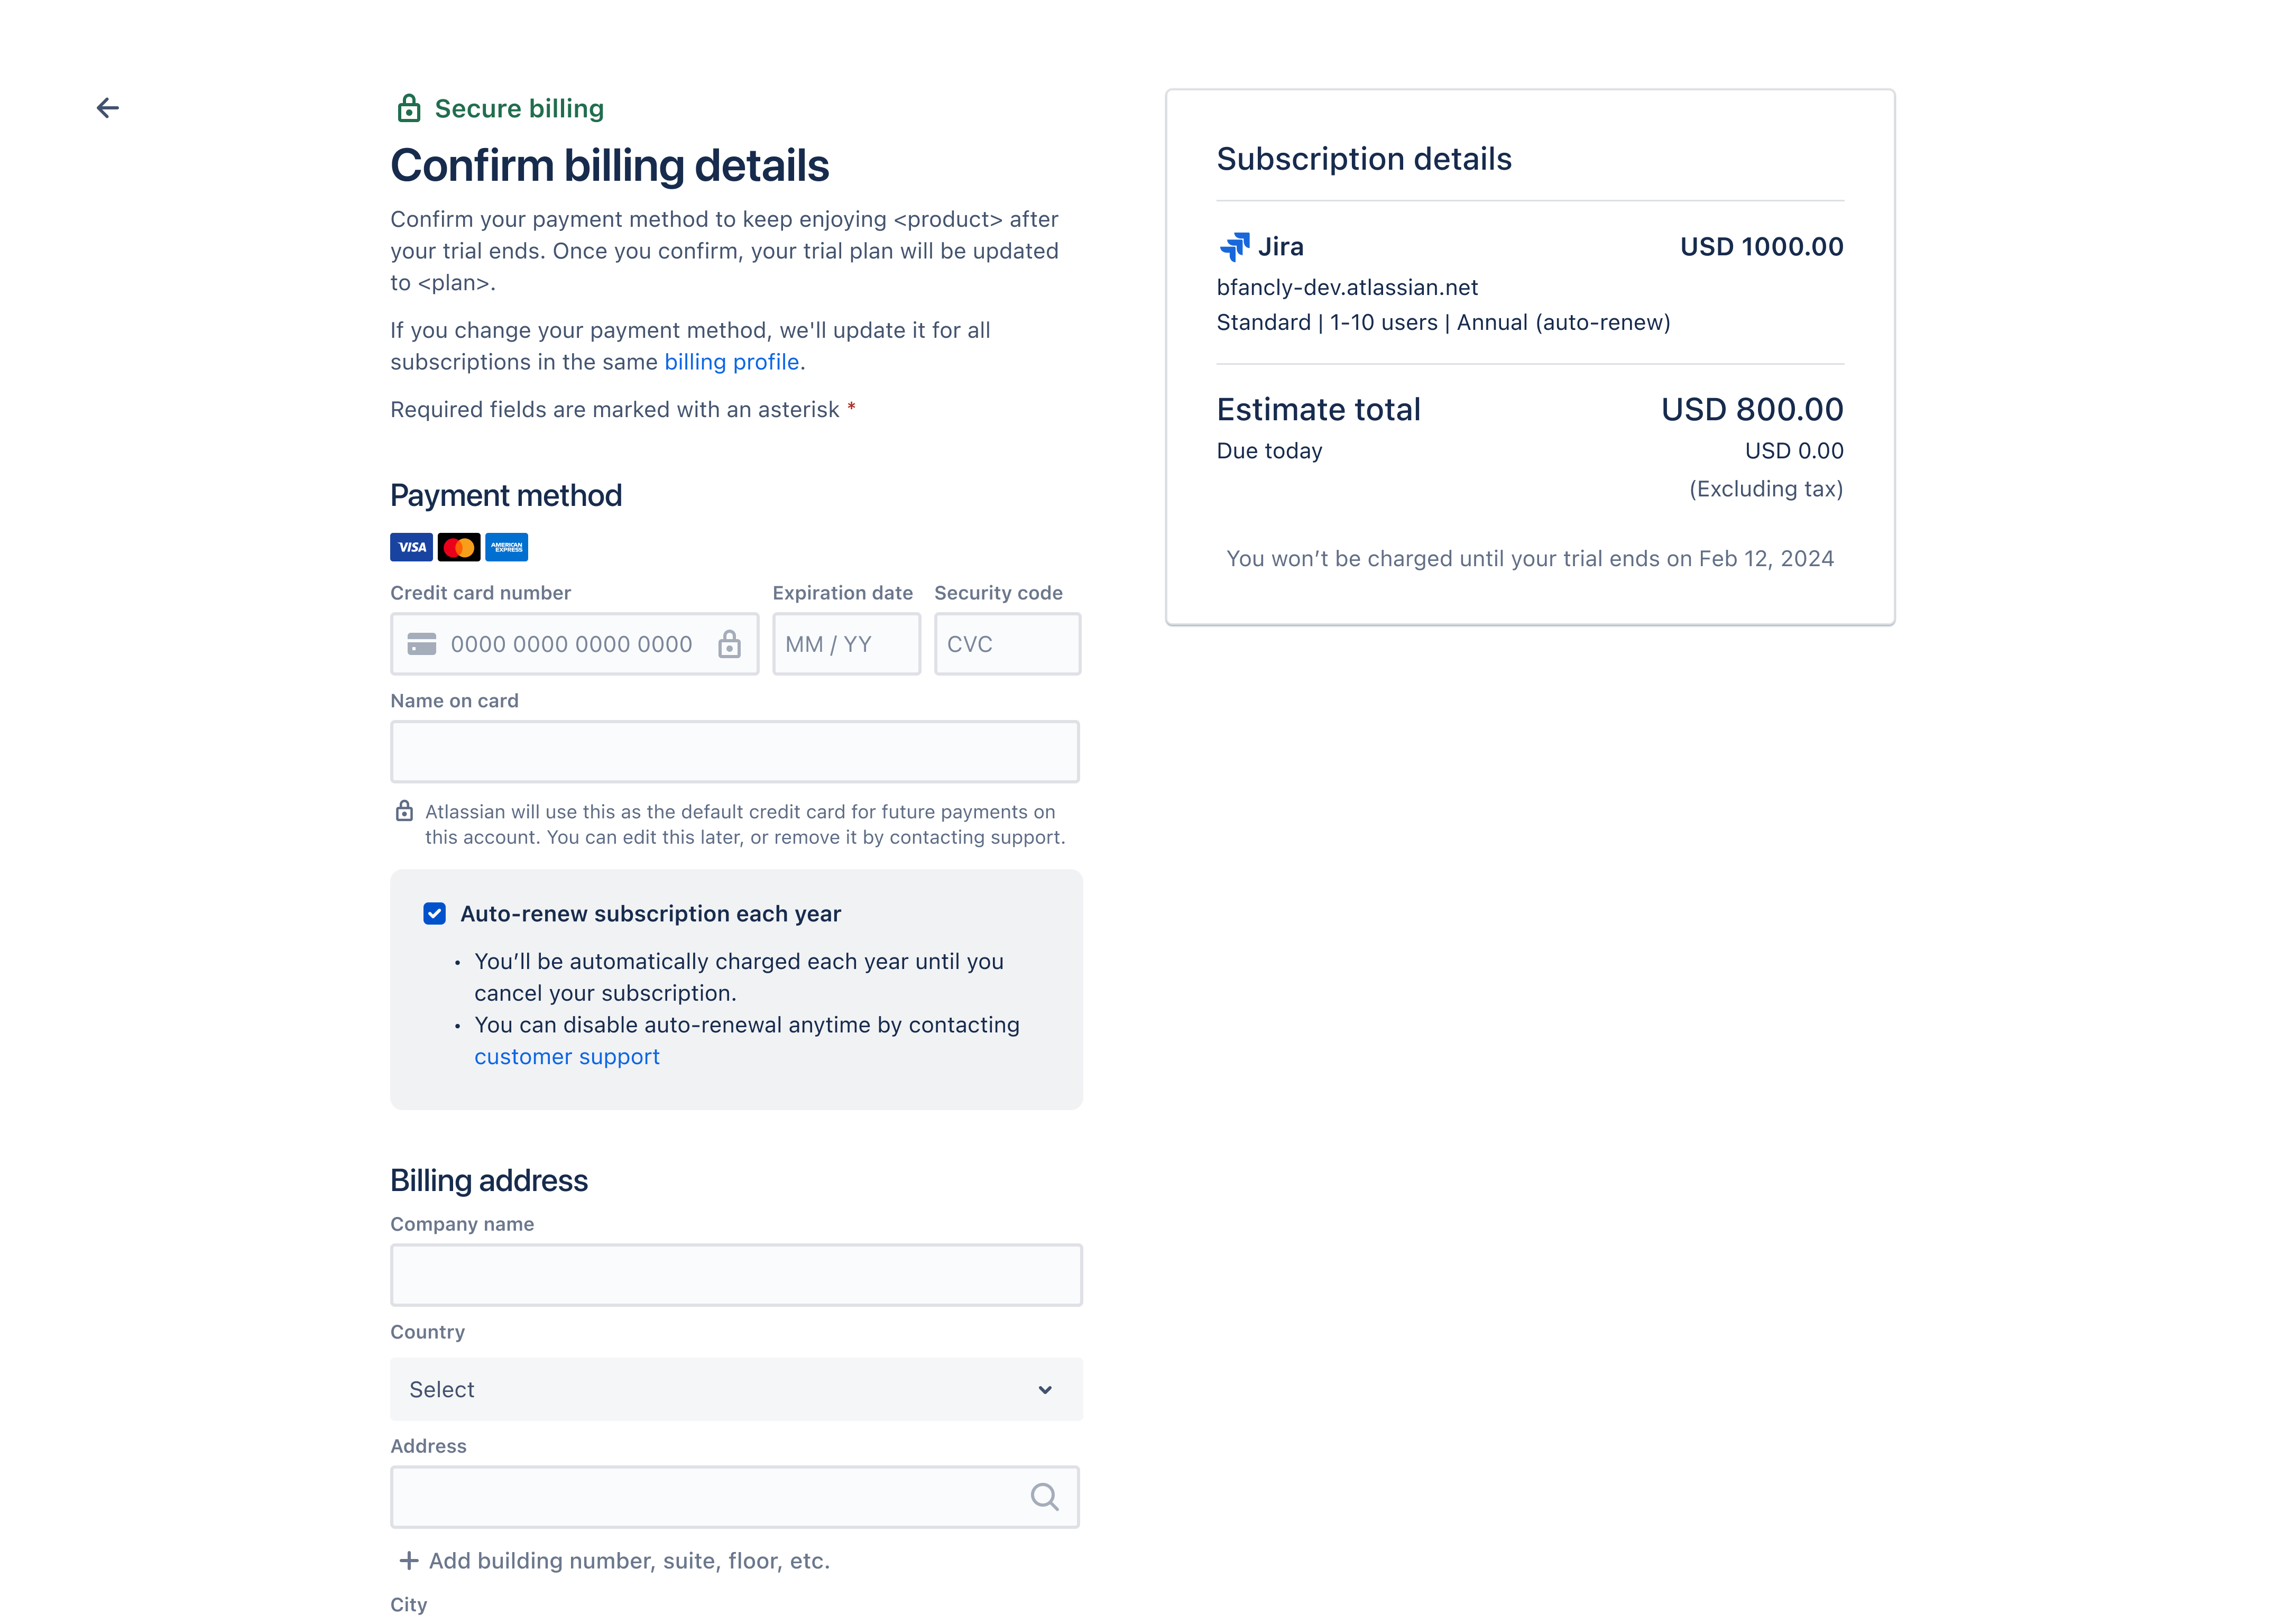 Secure billing
Confirm billing details
Confirm your payment method to keep enjoying <product> after
your trial ends. Once you confirm, your trial plan will be updated
to <plan>.
If you change your payment method, we'll update it for all
subscriptions in the same billing profile.
Required fields are marked with an asterisk *
Payment method
VISA
AMERICAN
EXPRESS
Credit card number
Expiration date
Security code
0000 0000 0000 0000
MM / YY
CVC
Name on card
Atlassian will use this as the default credit card for future payments on
this account. You can edit this later, or remove it by contacting support.
Auto-renew subscription each year
• You’ll be automatically charged each year until you
cancel your subscription.
• You can disable auto-renewal anytime by contacting
customer support
Billing address
Company name
Country
Select
Address
Add building number, suite, floor, etc.
City
Subscription details
Jira USD 1000.00
bfancly-dev.atlassian.net
Standard | 1-10 users | Annual (auto-renew)
Estimate total USD 800.00
Due today USD 0.00
(Excluding tax)
You won’t be charged until your trial ends on Feb 12, 2024